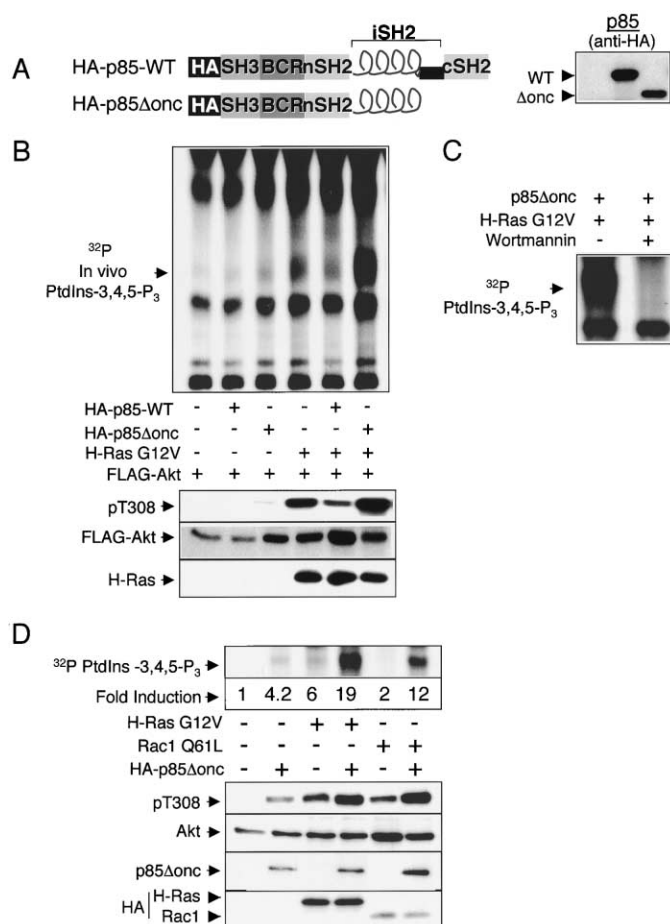 A
iSH2
HA-p85-WT HA SH3 BCR nSH2 cSH2
HA-p85Δonc HA SH3 BCR nSH2
p85
(anti-HA)
WT
Δonc
B
32P
In vivo
PtdIns-3,4,5-P3
HA-p85-WT - + - - + -
HA-p85Δonc - - + - - +
H-Ras G12V - - - + + +
FLAG-Akt + + + + + +
pT308
FLAG-Akt
H-Ras
C
p85Δonc + +
H-Ras G12V + +
Wortmannin - +
32P
PtdIns-3,4,5-P3
D
32P PtdIns -3,4,5-P3
Fold Induction 1 4.2 6 19 2 12
H-Ras G12V - - + + - -
Rac1 Q61L - - - - + +
HA-p85Δonc - + - + - +
pT308
Akt
p85Δonc
HA H-Ras
Rac1